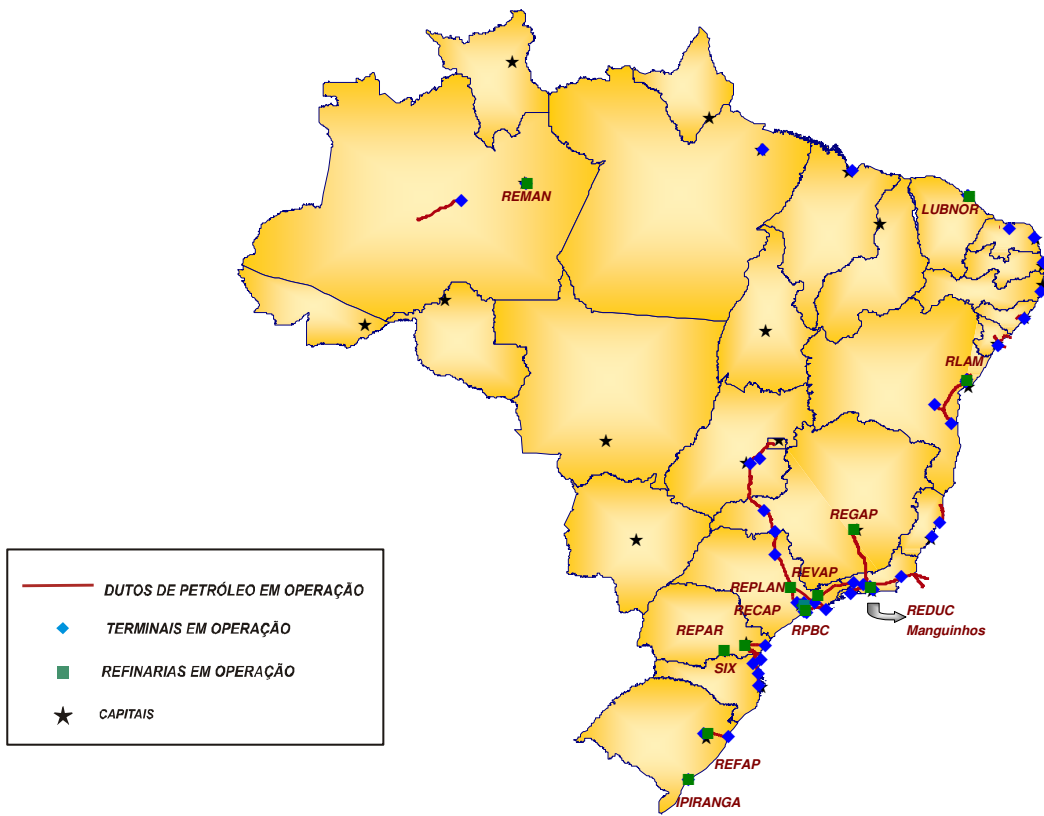 REMAN
LUBNOR
RLAM
REGAP
REVAP
REPLAN
RECAP
REDUC
REPAR
RPBC
Manguinhos
SIX
REFAP
IPIRANGA
DUTOS DE PETRÓLEO EM OPERAÇÃO
TERMINAIS EM OPERAÇÃO
REFINARIAS EM OPERAÇÃO
CAPITAIS